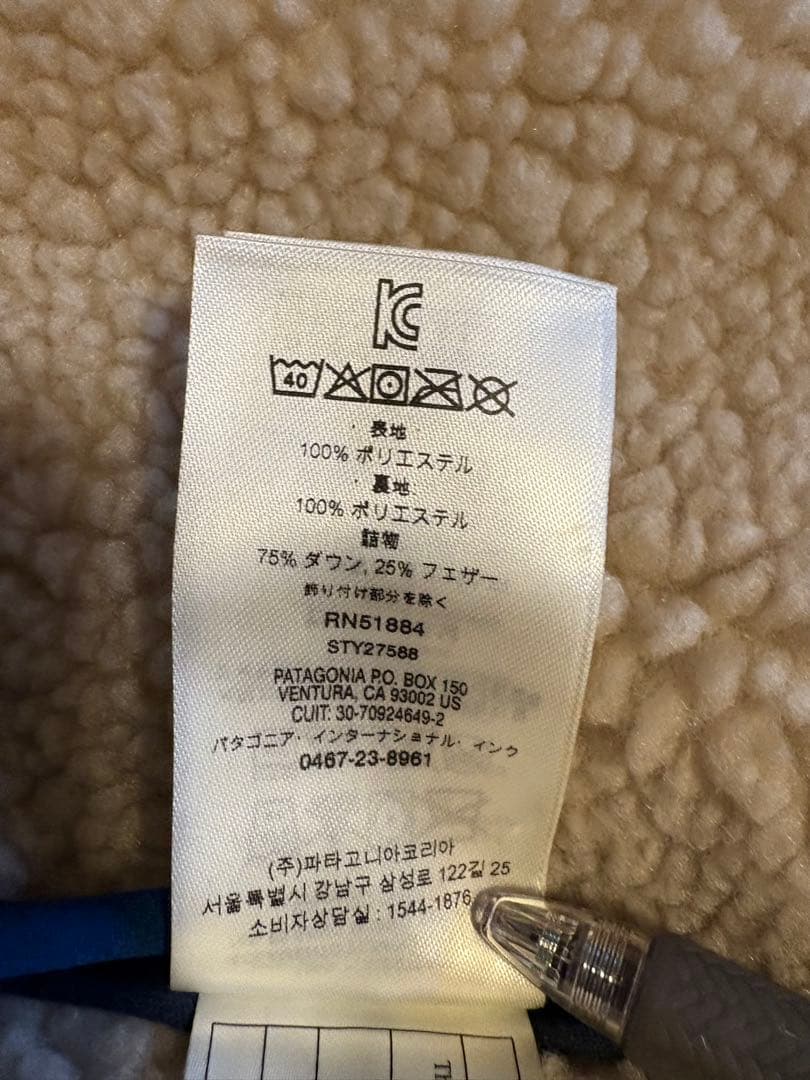 KC
40
・表地
100% ポリエステル
・裏地
100% ポリエステル
詰物
75% ダウン, 25% フェザー
飾り付け部分を除く
RN51884
STY27588
PATAGONIA P.O. BOX 150
VENTURA, CA 93002 US
CUIT: 30-70924649-2
パタゴニア・インターナショナル・インク
0467-23-8961
(주)파타고니아코리아
서울특별시 강남구 삼성로 122길 25
소비자상담실 : 1544-1876